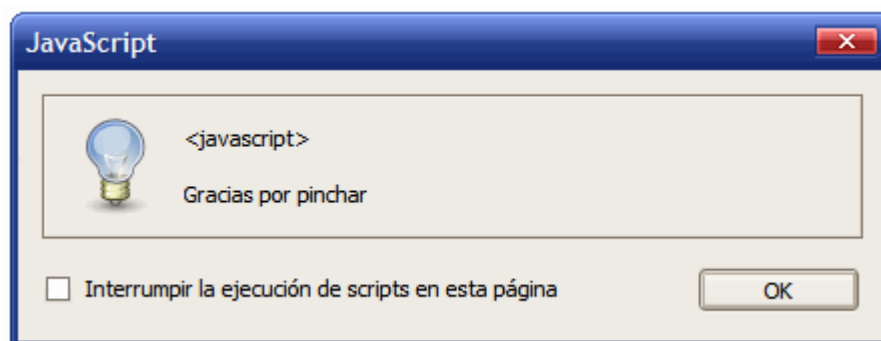 JavaScript
<javascript>
Gracias por pinchar
Interrumpir la ejecución de scripts en esta página
OK